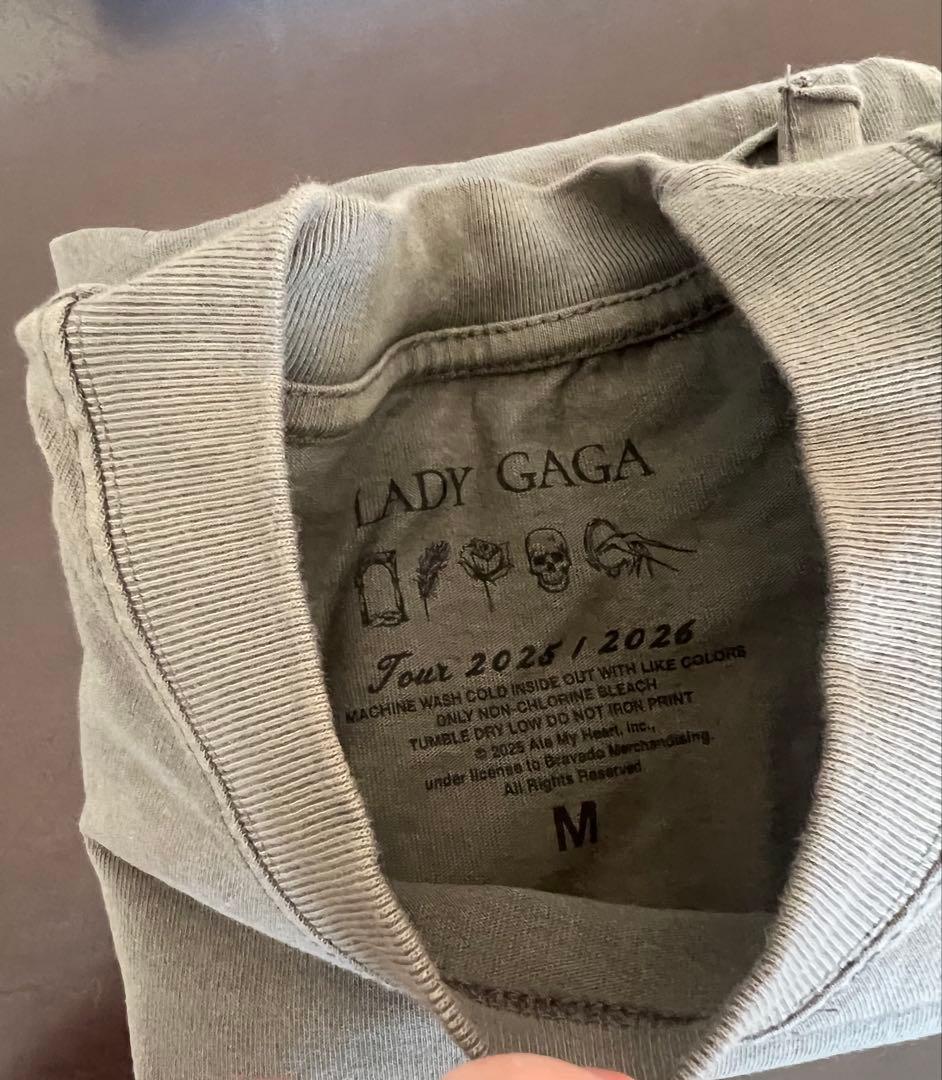 LADY GAGA
Tour 2025 / 2026
MACHINE WASH COLD INSIDE OUT WITH LIKE COLORS
ONLY NON-CHLORINE BLEACH
TUMBLE DRY LOW DO NOT IRON PRINT
© 2025 Ate My Heart, Inc.,
under license to Bravado Merchandising.
All Rights Reserved
M